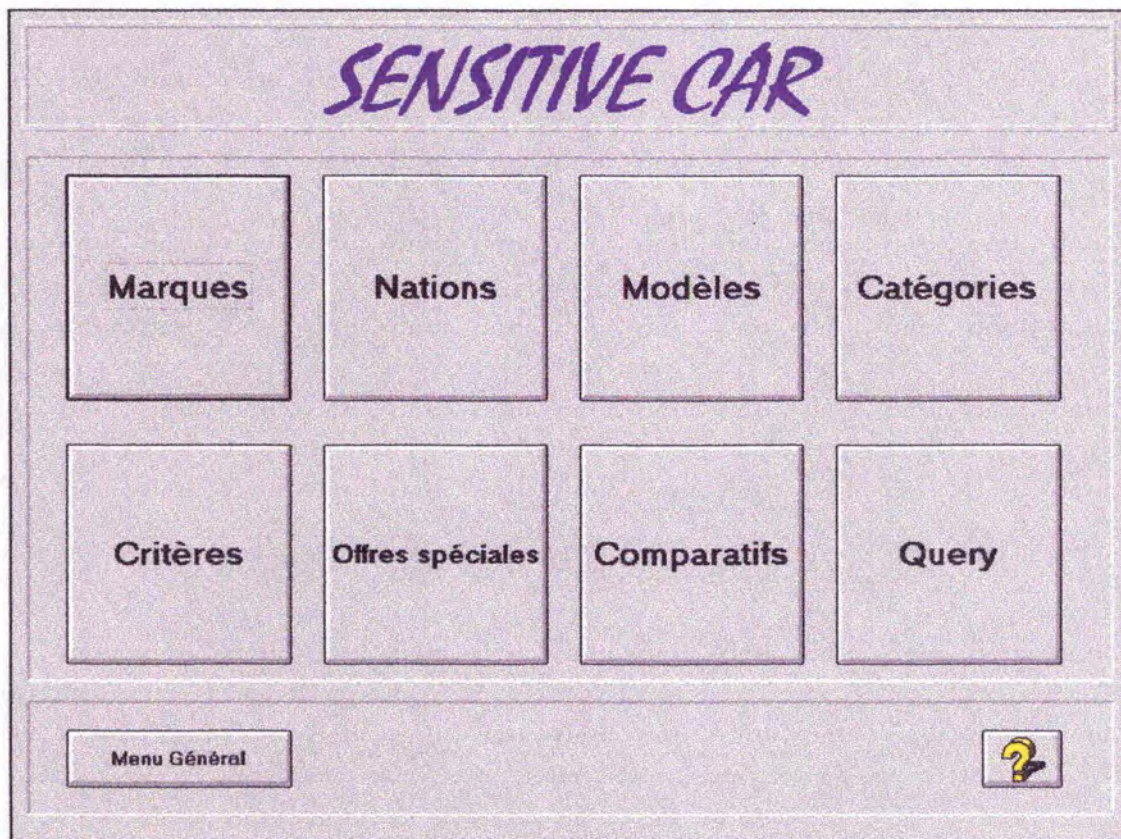 SENSITIVE CAR
Marques
Nations
Modèles
Catégories
Critères
Offres spéciales
Comparatifs
Query
Menu Général
?